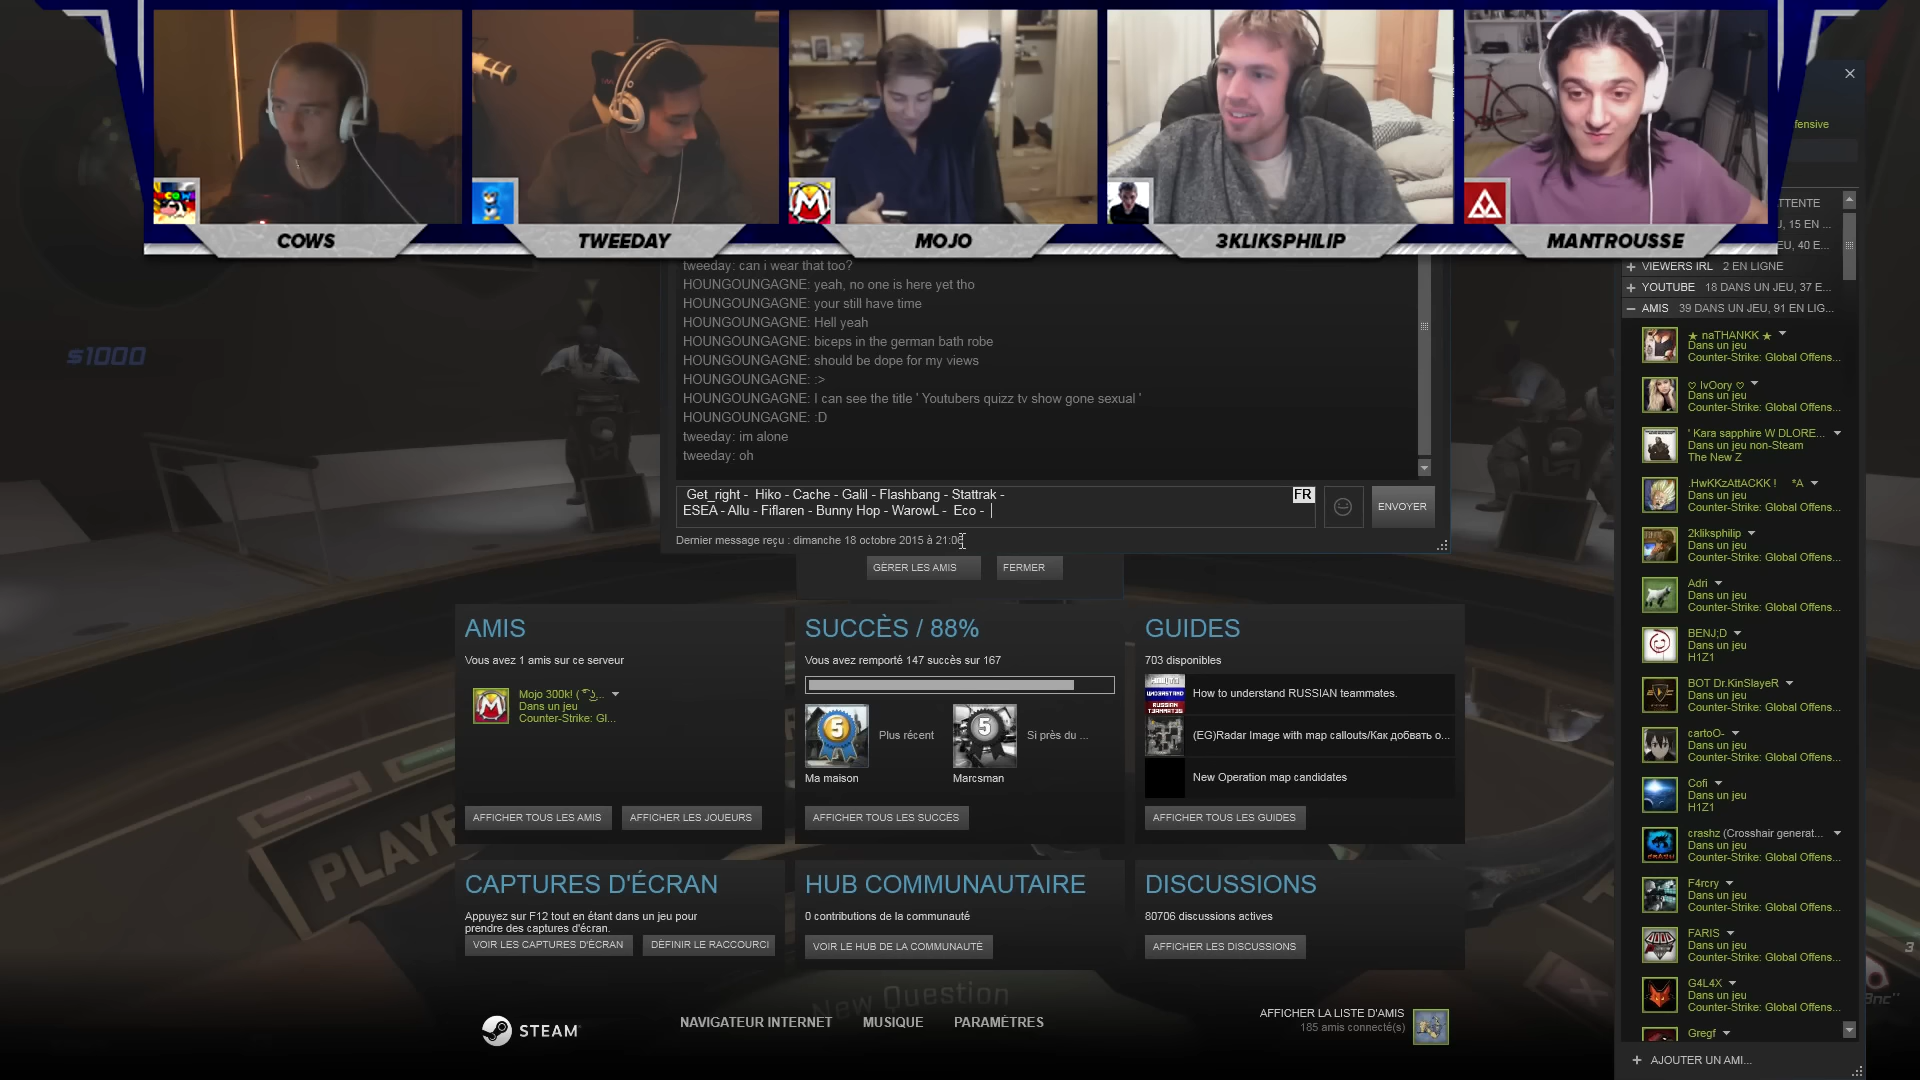 COWS
TWEEDAY
MOJO
3KLIKSPHILIP
MANTROUSSE
fensive
TTENTE
U, 15 EN ...
EU, 40 E...
VIEWERS IRL 2 EN LIGNE
YOUTUBE 18 DANS UN JEU, 37 E...
AMIS 39 DANS UN JEU, 91 EN LIG...
tweeday: can i wear that too?
HOUNGOUNGAGNE: yeah, no one is here yet tho
HOUNGOUNGAGNE: your still have time
HOUNGOUNGAGNE: Hell yeah
HOUNGOUNGAGNE: biceps in the german bath robe
HOUNGOUNGAGNE: should be dope for my views
HOUNGOUNGAGNE: :>
HOUNGOUNGAGNE: I can see the title ' Youtubers quizz tv show gone sexual '
HOUNGOUNGAGNE: :D
tweeday: im alone
tweeday: oh
Get_right - Hiko - Cache - Galil - Flashbang - Stattrak -
ESEA - Allu - Fiflaren - Bunny Hop - WarowL - Eco -
FR
ENVOYER
Dernier message reçu : dimanche 18 octobre 2015 à 21:06
GÉRER LES AMIS
FERMER
$1000
AMIS
Vous avez 1 amis sur ce serveur
Mojo 300k! ( ͡° ͜ʖ...
Dans un jeu
Counter-Strike: Gl...
AFFICHER TOUS LES AMIS
AFFICHER LES JOUEURS
SUCCÈS / 88%
Vous avez remporté 147 succès sur 167
5
Plus récent
5
Si près du ...
Ma maison
Marcsman
AFFICHER TOUS LES SUCCÈS
GUIDES
703 disponibles
UNDERSTAND
RUSSIAN
TEAMMATES
How to understand RUSSIAN teammates.
(EG)Radar Image with map callouts/Как добвать о...
New Operation map candidates
AFFICHER TOUS LES GUIDES
CAPTURES D'ÉCRAN
Appuyez sur F12 tout en étant dans un jeu pour
prendre des captures d'écran.
VOIR LES CAPTURES D'ÉCRAN
DÉFINIR LE RACCOURCI
HUB COMMUNAUTAIRE
0 contributions de la communauté
VOIR LE HUB DE LA COMMUNAUTÉ
DISCUSSIONS
80706 discussions actives
AFFICHER LES DISCUSSIONS
PLAYE
New Question
STEAM
NAVIGATEUR INTERNET
MUSIQUE
PARAMÈTRES
AFFICHER LA LISTE D'AMIS
185 amis connecté(s)
★ naTHANKK ★
Dans un jeu
Counter-Strike: Global Offens...
♡ IvOory ♡
Dans un jeu
Counter-Strike: Global Offens...
' Kara sapphire W DLORE...
Dans un jeu non-Steam
The New Z
.HwKKzAttACKK ! *A
Dans un jeu
Counter-Strike: Global Offens...
2kliksphilip
Dans un jeu
Counter-Strike: Global Offens...
Adri
Dans un jeu
Counter-Strike: Global Offens...
BENJ;D
Dans un jeu
H1Z1
BOT Dr.KinSlayeR
Dans un jeu
Counter-Strike: Global Offens...
cartoO-
Dans un jeu
Counter-Strike: Global Offens...
Cofi
Dans un jeu
H1Z1
crashz (Crosshair generat...
Dans un jeu
Counter-Strike: Global Offens...
F4rcry
Dans un jeu
Counter-Strike: Global Offens...
FARIS
Dans un jeu
Counter-Strike: Global Offens...
G4L4X
Dans un jeu
Counter-Strike: Global Offens...
Gregf
AJOUTER UN AMI...
3